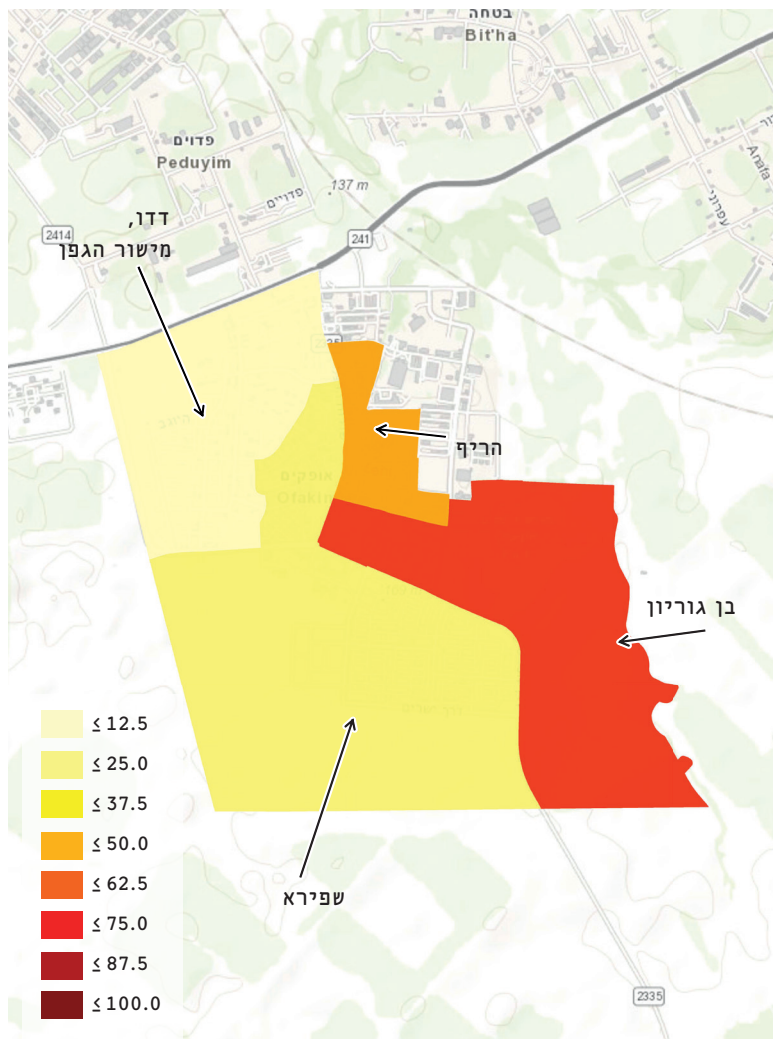 בטחה
Bit'ha
פדוים
Peduyim
פדויים
137 m
Anafa
עפרוני
דדו,
מישור הגפן
2414
241
הריף
אופקים
בן גוריון
≤ 12.5
≤ 25.0
≤ 37.5
≤ 50.0
≤ 62.5
≤ 75.0
≤ 87.5
≤ 100.0
שפירא
2335